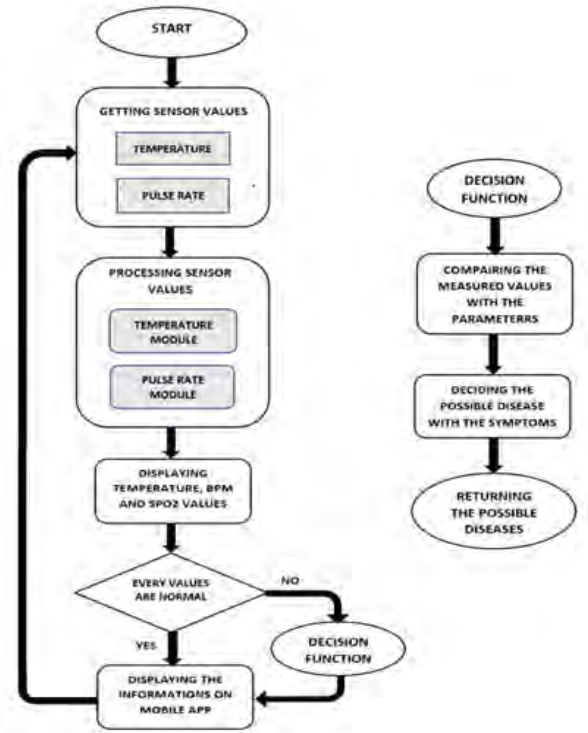 START
GETTING SENSOR VALUES
TEMPERATURE
PULSE RATE
PROCESSING SENSOR
VALUES
TEMPERATURE
MODULE
PULSE RATE
MODULE
DISPLAYING
TEMPERATURE, BPM
AND SPO2 VALUES
EVERY VALUES
ARE NORMAL
NO
YES
DECISION
FUNCTION
DISPLAYING THE
INFORMATIONS ON
MOBILE APP
DECISION
FUNCTION
COMPAIRING THE
MEASURED VALUES
WITH THE
PARAMETERRS
DECIDING THE
POSSIBLE DISEASE
WITH THE SYMPTOMS
RETURNING
THE POSSIBLE
DISEASES